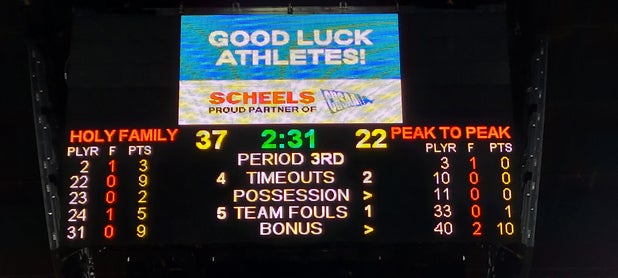 GOOD LUCK
ATHLETES!
SCHEELS
PROUD PARTNER OF CHSAA
HOLY FAMILY 37 2:31 22 PEAK TO PEAK
PLYR F PTS PERIOD 3RD PLYR F PTS
2 1 3 4 TIMEOUTS 2 3 1 0
22 0 9 POSSESSION > 10 0 0
23 0 2 5 TEAM FOULS 1 11 0 0
24 1 5 BONUS > 33 0 1
31 0 9 40 2 10